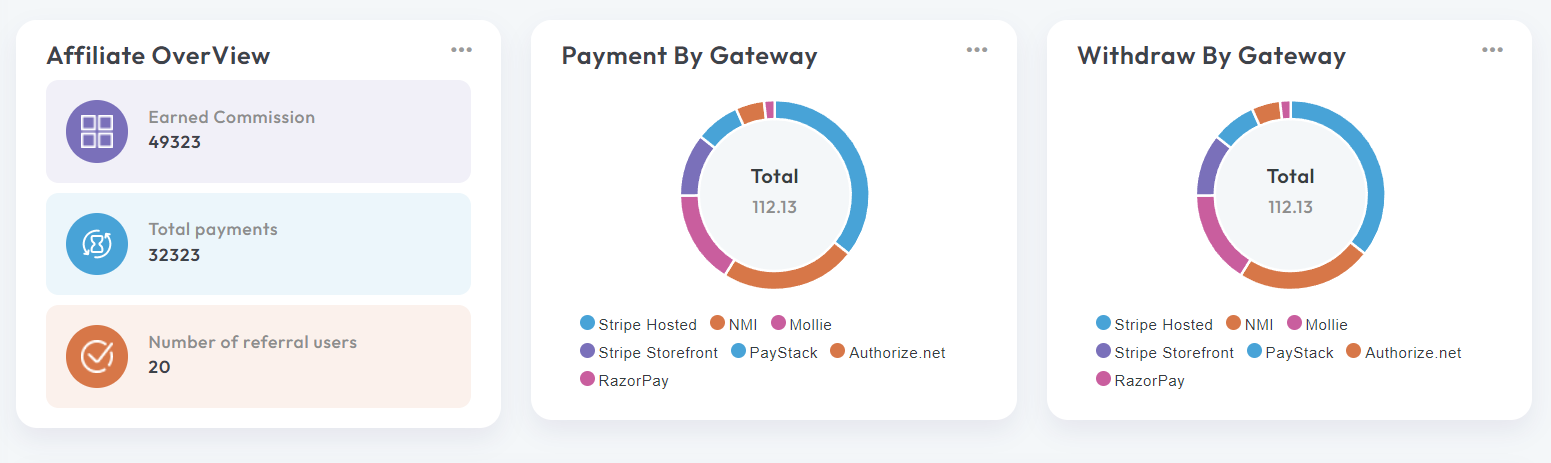 Affiliate OverView
Earned Commission
49323
Total payments
32323
Number of referral users
20
Payment By Gateway
Total
112.13
Stripe Hosted NMI Mollie
Stripe Storefront PayStack Authorize.net
RazorPay
Withdraw By Gateway
Total
112.13
Stripe Hosted NMI Mollie
Stripe Storefront PayStack Authorize.net
RazorPay